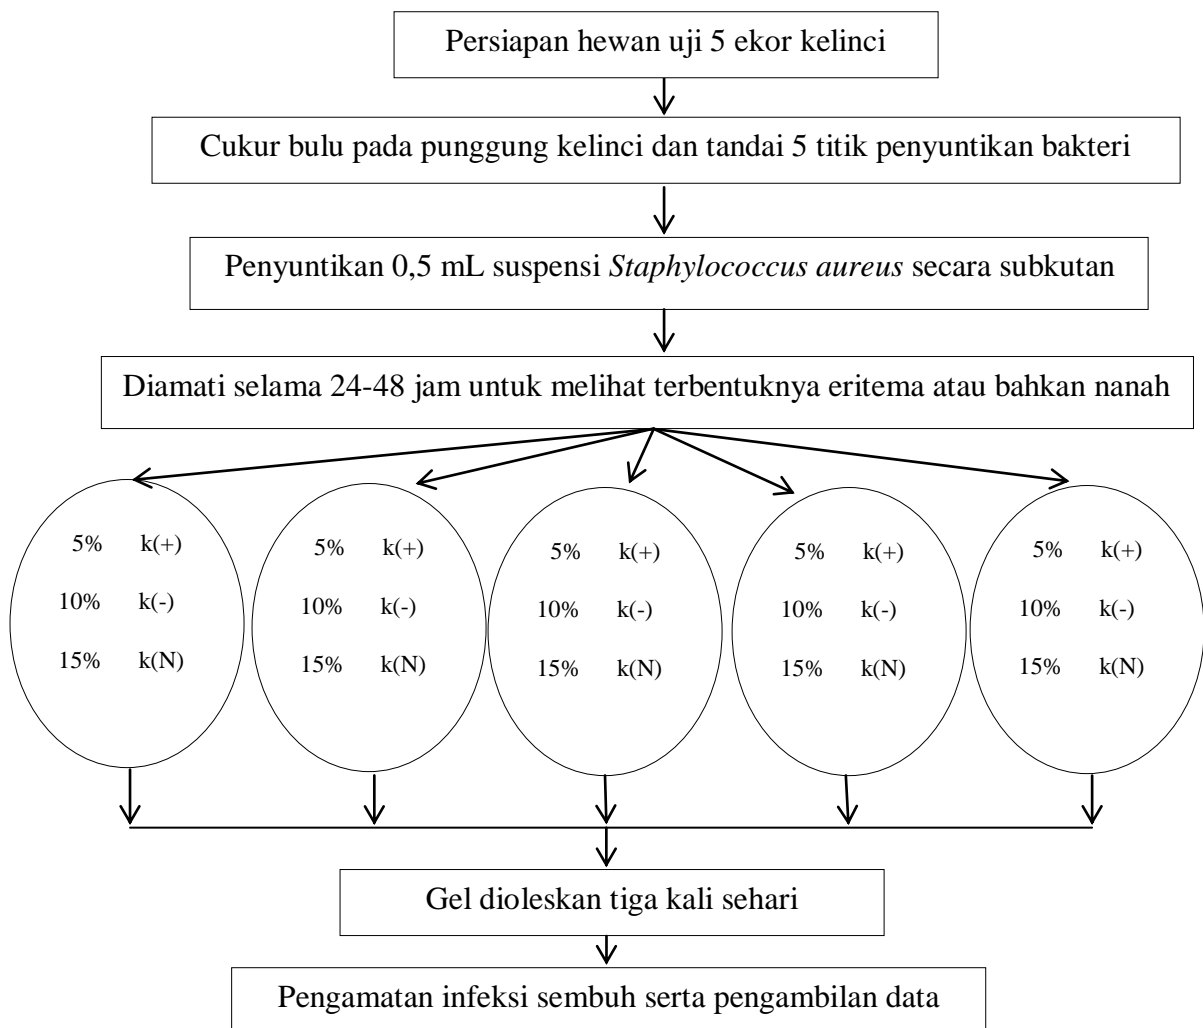 Persiapan hewan uji 5 ekor kelinci
Cukur bulu pada punggung kelinci dan tandai 5 titik penyuntikan bakteri
Penyuntikan 0,5 mL suspensi Staphylococcus aureus secara subkutan
Diamati selama 24-48 jam untuk melihat terbentuknya eritema atau bahkan nanah
5% k(+)
10% k(-)
15% k(N)
5% k(+)
10% k(-)
15% k(N)
5% k(+)
10% k(-)
15% k(N)
5% k(+)
10% k(-)
15% k(N)
5% k(+)
10% k(-)
15% k(N)
Gel dioleskan tiga kali sehari
Pengamatan infeksi sembuh serta pengambilan data